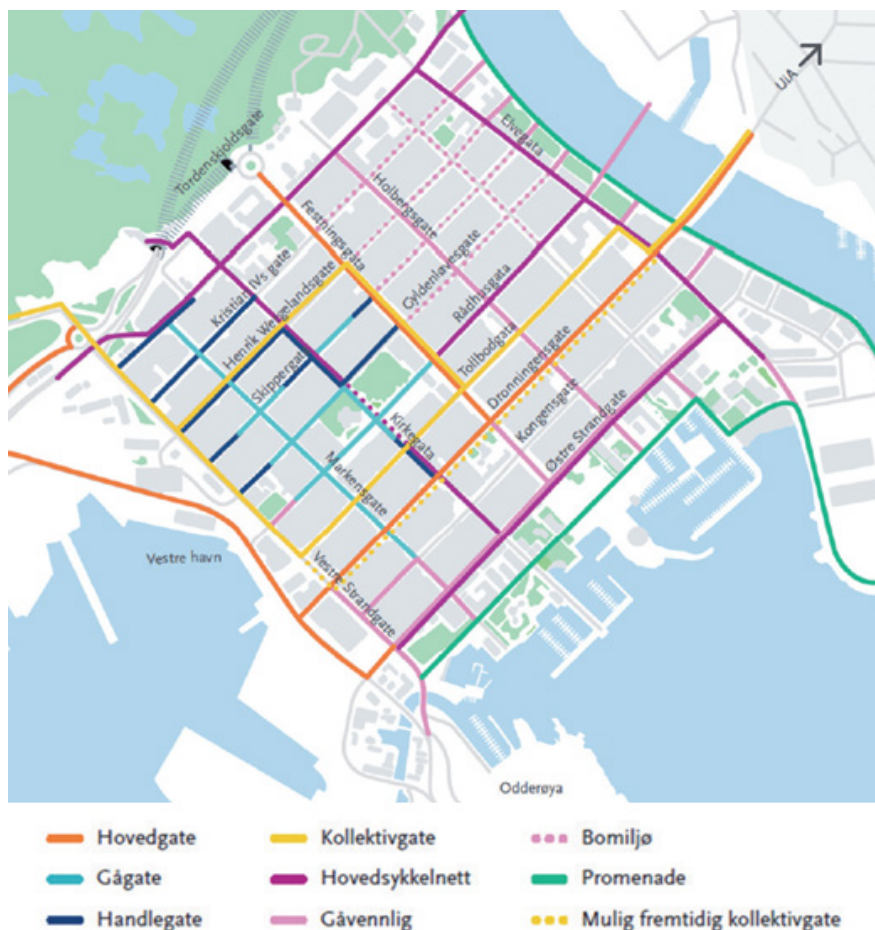 UiA
Tordenskjoldsgate
Elvegata
Holbergsgate
Festningsgata
Kristian IVs gate
Gyldenløvesgate
Rådhusgata
Henrik Wergelandsgate
Skippergata
Tollbodgata
Dronningensgate
Kongensgate
Kirkegata
Østre Strandgate
Markensgate
Vestre havn
Vestre Strandgate
Odderøya
Hovedgate
Kollektivgate
Bomiljø
Gågate
Hovedsykkelnett
Promenade
Handlegate
Gåvennlig
Mulig fremtidig kollektivgate